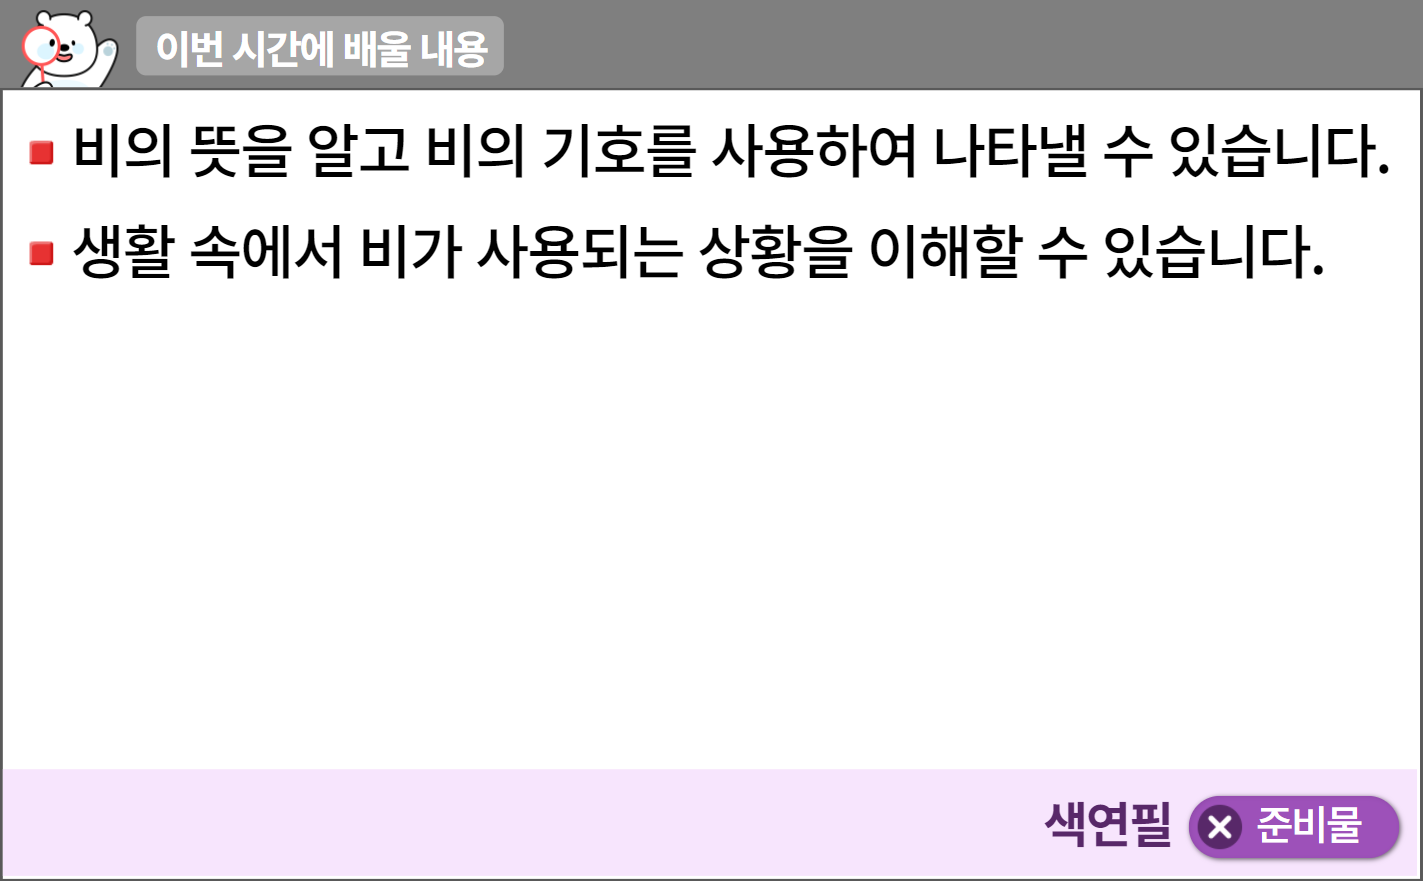 이번 시간에 배울 내용
비의 뜻을 알고 비의 기호를 사용하여 나타낼 수 있습니다.
생활 속에서 비가 사용되는 상황을 이해할 수 있습니다.
색연필 준비물